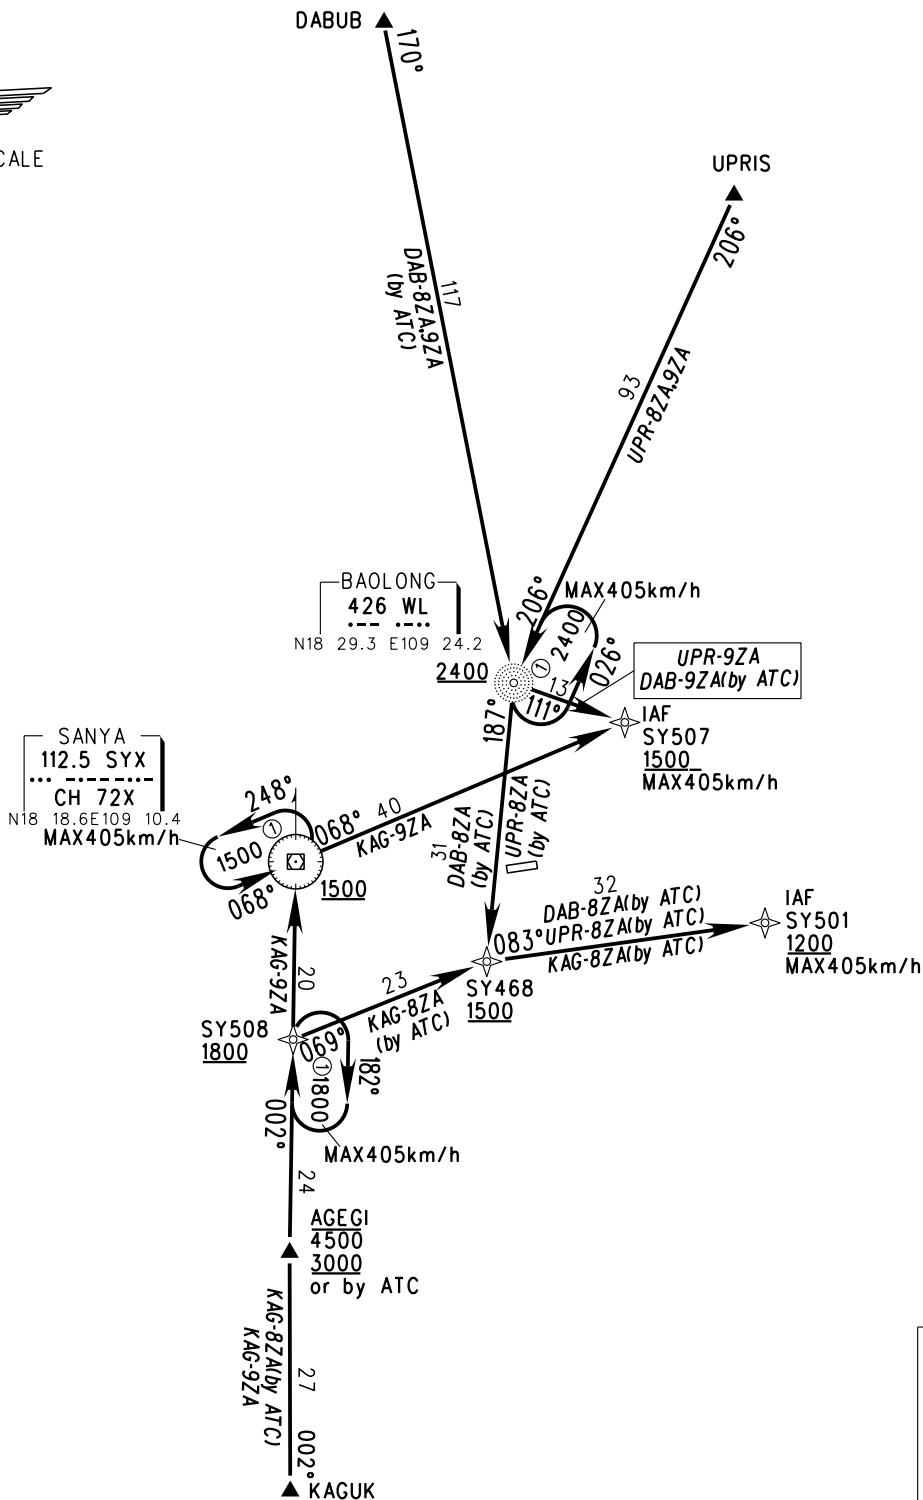 DABUB
170°
CALE
UPRIS
206°
117
DAB-8ZA,9ZA
(by ATC)
93
UPR-8ZA,9ZA
BAOLONG
426 WL
N18 29.3 E109 24.2
2400
206°
MAX405km/h
① 2400
026°
13
111°
187°
UPR-9ZA
DAB-9ZA(by ATC)
IAF
SY507
1500
MAX405km/h
SANYA
112.5 SYX
CH 72X
N18 18.6E109 10.4
MAX405km/h
248°
1500 ①
068°
068°
1500
40
KAG-9ZA
31
DAB-8ZA
(by ATC)
UPR-8ZA
(by ATC)
32
DAB-8ZA(by ATC)
UPR-8ZA(by ATC)
KAG-8ZA(by ATC)
083°
IAF
SY501
1200
MAX405km/h
SY468
1500
23
KAG-8ZA
(by ATC)
KAG-9ZA
20
SY508
1800
069°
①1800
182°
MAX405km/h
002°
24
AGEGI
4500
3000
or by ATC
KAG-8ZA(by ATC)
KAG-9ZA
27
002°
KAGUK